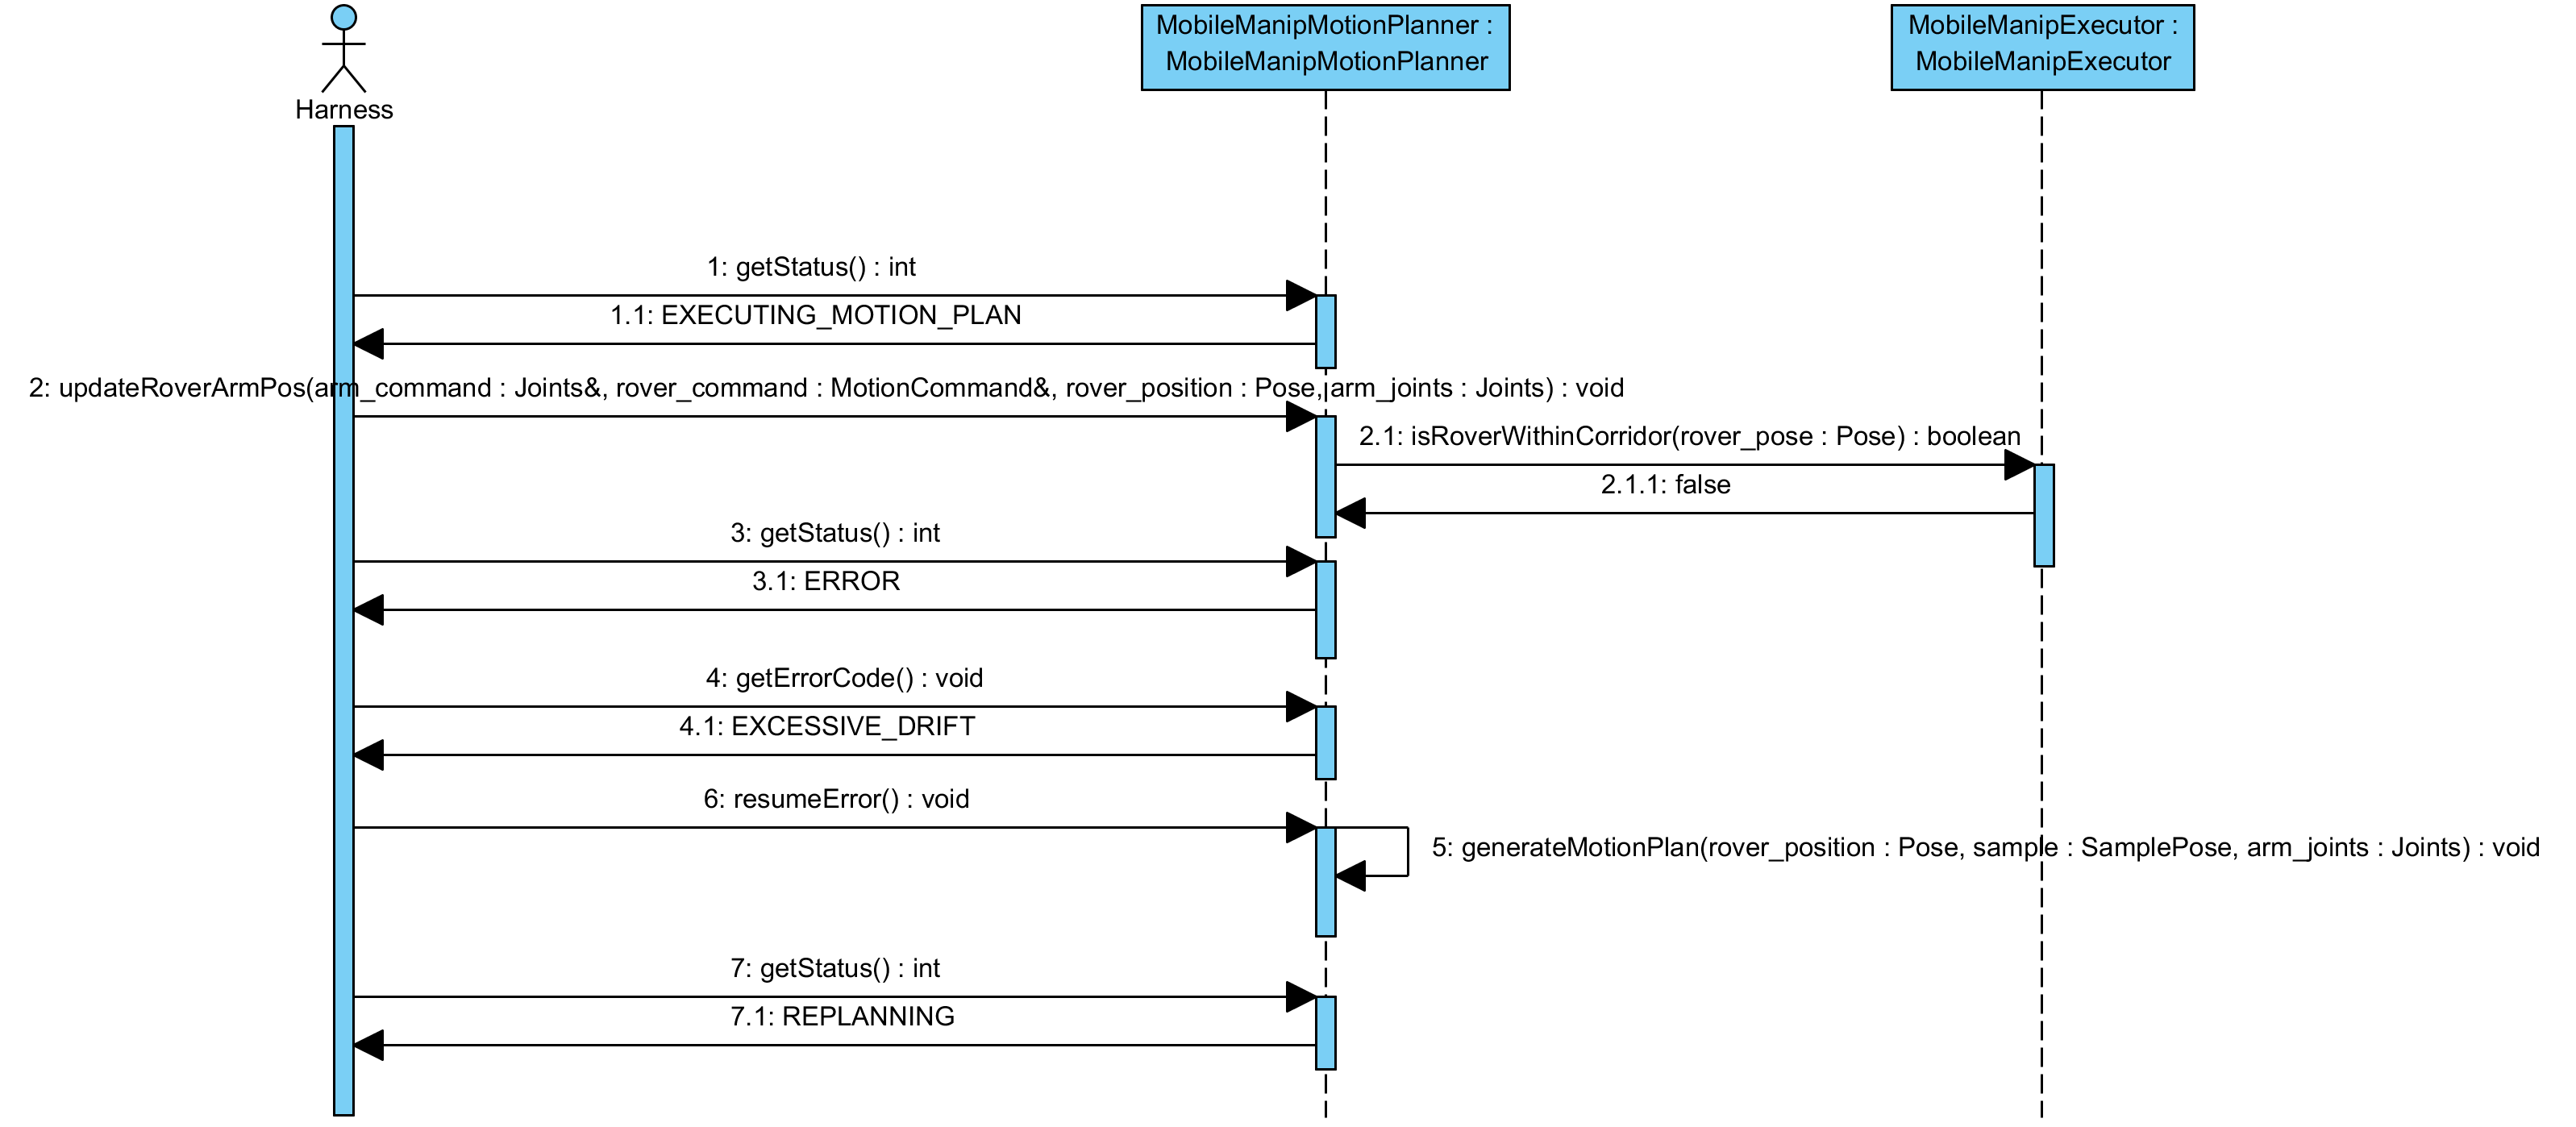 Harness
MobileManipMotionPlanner :
MobileManipMotionPlanner
MobileManipExecutor :
MobileManipExecutor
1: getStatus() : int
1.1: EXECUTING_MOTION_PLAN
2: updateRoverArmPos(arm_command : Joints&, rover_command : MotionCommand&, rover_position : Pose, arm_joints : Joints) : void
2.1: isRoverWithinCorridor(rover_pose : Pose) : boolean
2.1.1: false
3: getStatus() : int
3.1: ERROR
4: getErrorCode() : void
4.1: EXCESSIVE_DRIFT
6: resumeError() : void
5: generateMotionPlan(rover_position : Pose, sample : SamplePose, arm_joints : Joints) : void
7: getStatus() : int
7.1: REPLANNING